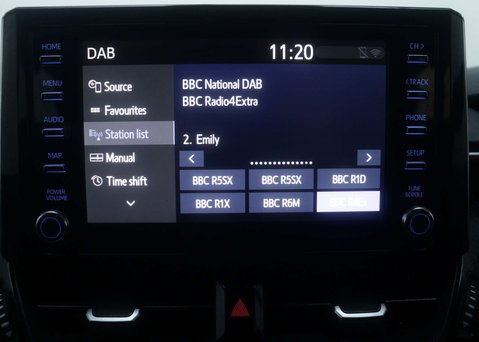 HOME
MENU
AUDIO
MAP
POWER
VOLUME
DAB
11:20
Source
Favourites
Station list
Manual
Time shift
BBC National DAB
BBC Radio4Extra
2. Emily
< >
BBC R5SX BBC R5SX BBC R1D
BBC R1X BBC R6M BBC R4Ex
CH >
< TRACK
PHONE
SETUP
TUNE
SCROLL